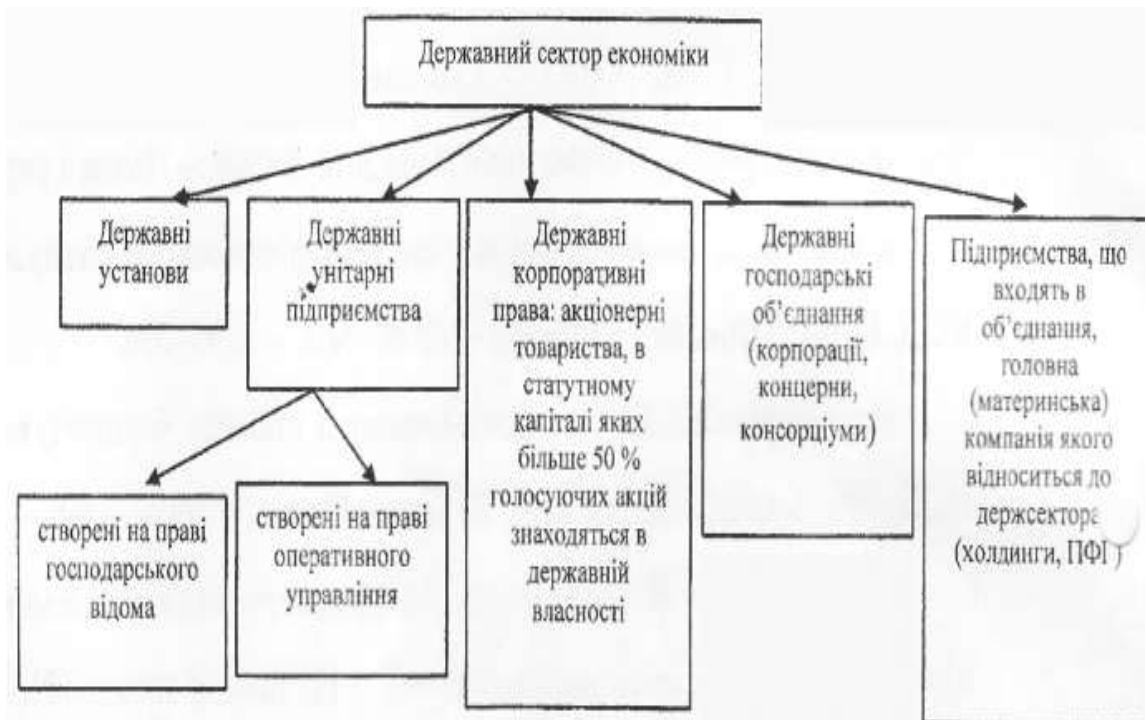 Державний сектор економіки
Державні
установи
Державні
унітарні
підприємства
Державні
корпоративні
права: акціонерні
товариства, в
статутному
капіталі яких
більше 50 %
голосуючих акцій
знаходяться в
державній
власності
Державні
господарські
об’єднання
(корпорації,
концерни,
консорціуми)
Підприємства, що
входять в
об’єднання,
головна
(материнська)
компанія якого
відноситься до
держсектора
(холдинги, ПФГ)
створені на праві
господарського
відома
створені на праві
оперативного
управління